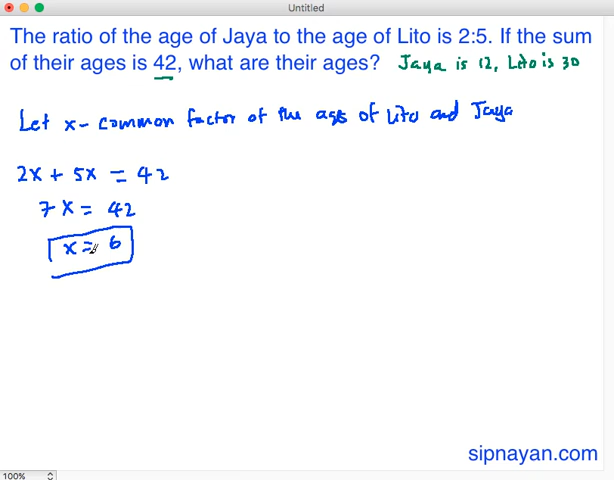 Untitled
The ratio of the age of Jaya to the age of Lito is 2:5. If the sum
of their ages is 42, what are their ages? Jaya is 12, Lito is 30
Let x - common factor of the ages of Lito and Jaya
2x + 5x = 42
7x = 42
x = 6
sipnayan.com
100%